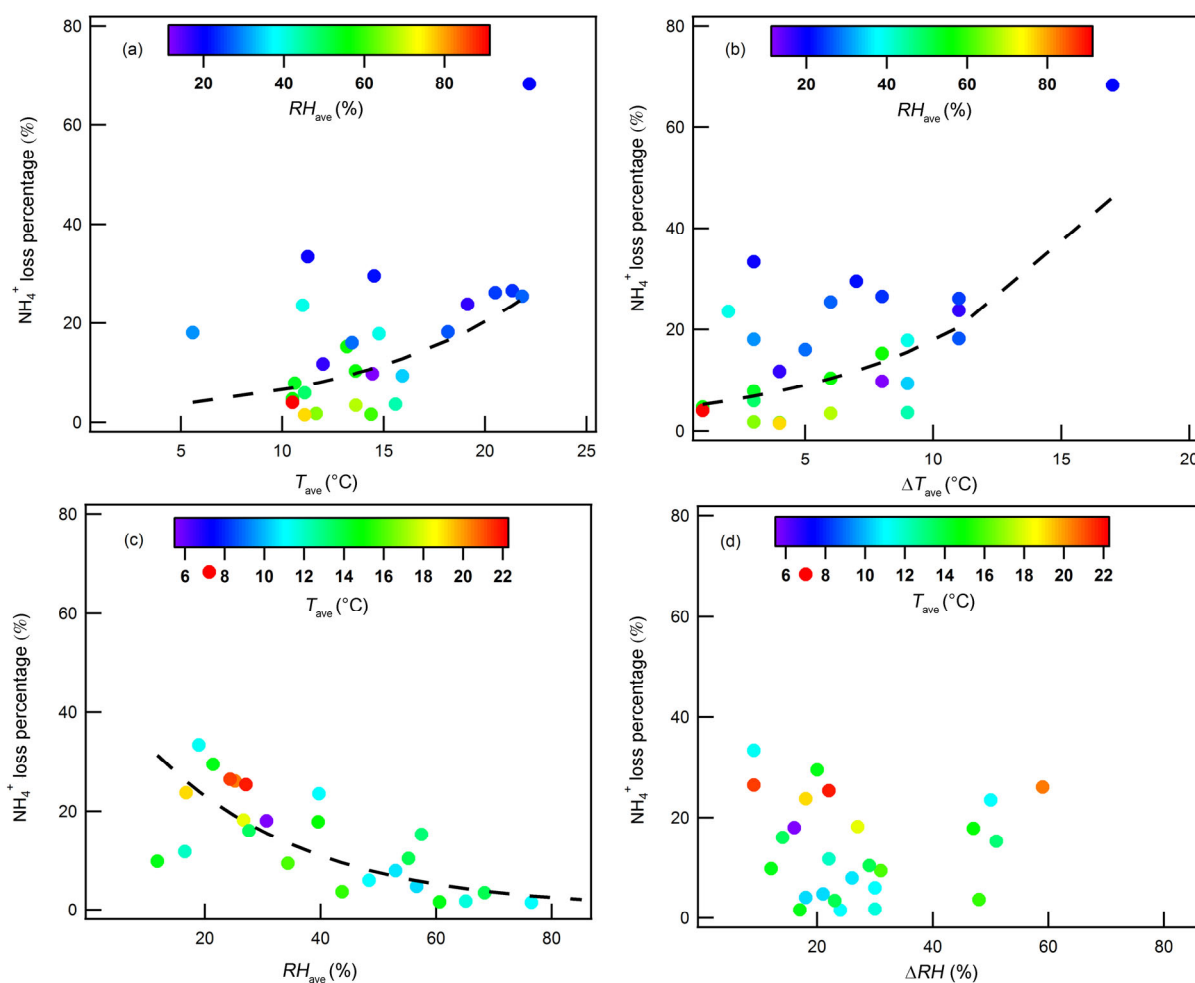 80
60
40
20
0
NH₄⁺ loss percentage (%)
(a)
20 40 60 80
RHave (%)
5 10 15 20 25
Tave (°C)
80
60
40
20
0
NH₄⁺ loss percentage (%)
(b)
20 40 60 80
RHave (%)
5 10 15 20
ΔTave (°C)
80
60
40
20
0
NH₄⁺ loss percentage (%)
(c)
6 8 10 12 14 16 18 20 22
Tave (°C)
20 40 60 80
RHave (%)
80
60
40
20
0
NH₄⁺ loss percentage (%)
(d)
6 8 10 12 14 16 18 20 22
Tave (°C)
20 40 60 80
ΔRH (%)